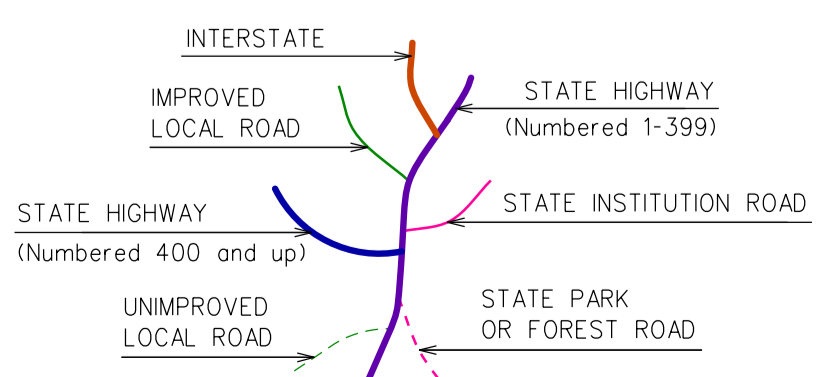 INTERSTATE
STATE HIGHWAY
(Numbered 1-399)
IMPROVED
LOCAL ROAD
STATE INSTITUTION ROAD
STATE HIGHWAY
(Numbered 400 and up)
STATE PARK
OR FOREST ROAD
UNIMPROVED
LOCAL ROAD